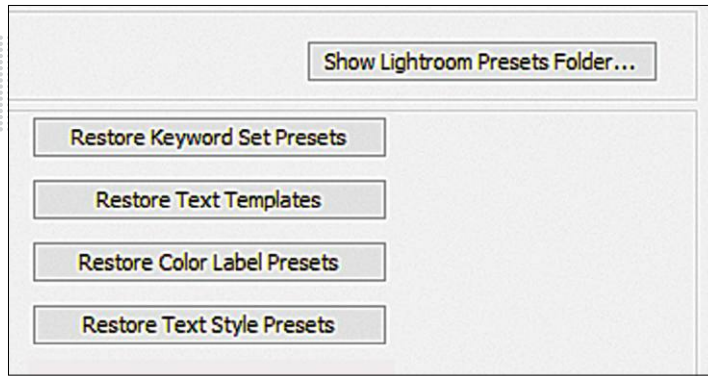 Show Lightroom Presets Folder...
Restore Keyword Set Presets
Restore Text Templates
Restore Color Label Presets
Restore Text Style Presets